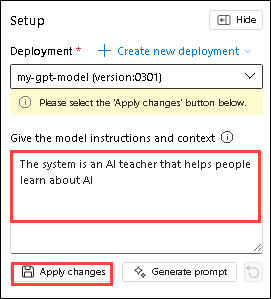 Setup
Hide
Deployment *
+ Create new deployment
my-gpt-model (version:0301)
Please select the 'Apply changes' button below.
Give the model instructions and context
The system is an AI teacher that helps people
learn about AI
Apply changes
Generate prompt